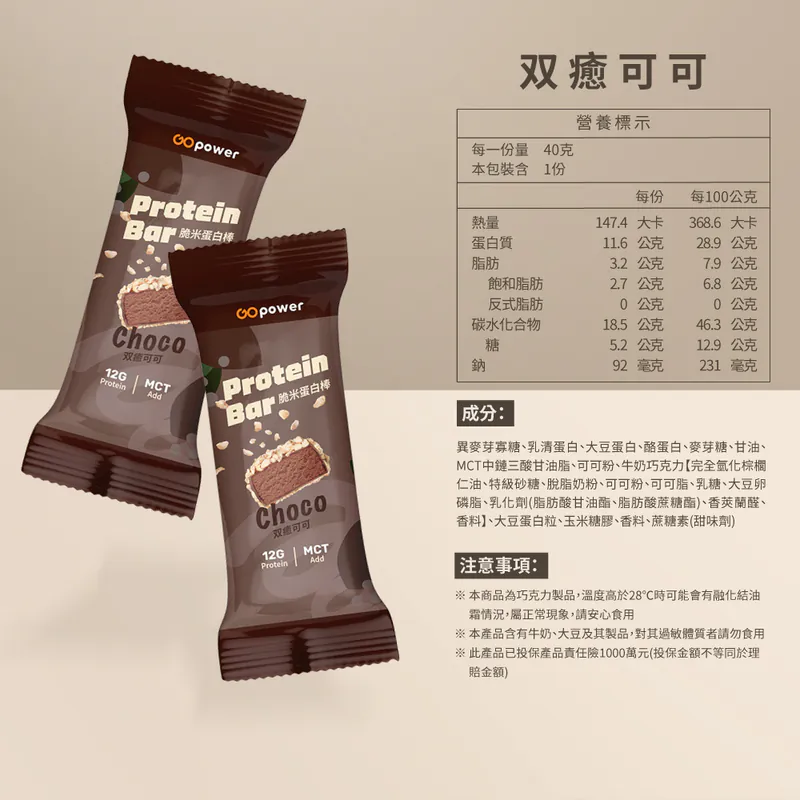 GOpower
Protein
Bar 脆米蛋白棒
Choco
双癒可可
12G Protein | MCT Add
GOpower
Protein
Bar 脆米蛋白棒
Choco
双癒可可
12G Protein | MCT Add
双癒可可
營養標示
每一份量 40克
本包裝含 1份
每份 每100公克
熱量 147.4 大卡 368.6 大卡
蛋白質 11.6 公克 28.9 公克
脂肪 3.2 公克 7.9 公克
飽和脂肪 2.7 公克 6.8 公克
反式脂肪 0 公克 0 公克
碳水化合物 18.5 公克 46.3 公克
糖 5.2 公克 12.9 公克
鈉 92 毫克 231 毫克
成分：
異麥芽寡糖、乳清蛋白、大豆蛋白、酪蛋白、麥芽糖、甘油、
MCT中鏈三酸甘油脂、可可粉、牛奶巧克力【完全氫化棕櫚
仁油、特級砂糖、脫脂奶粉、可可粉、可可脂、乳糖、大豆卵
磷脂、乳化劑(脂肪酸甘油酯、脂肪酸蔗糖酯)、香莢蘭醛、
香料】、大豆蛋白粒、玉米糖膠、香料、蔗糖素(甜味劑)
注意事項：
※ 本商品為巧克力製品，溫度高於28℃時可能會有融化結油
霜情況，屬正常現象，請安心食用
※ 本產品含有牛奶、大豆及其製品，對其過敏體質者請勿食用
※ 此產品已投保產品責任險1000萬元(投保金額不等同於理
賠金額)